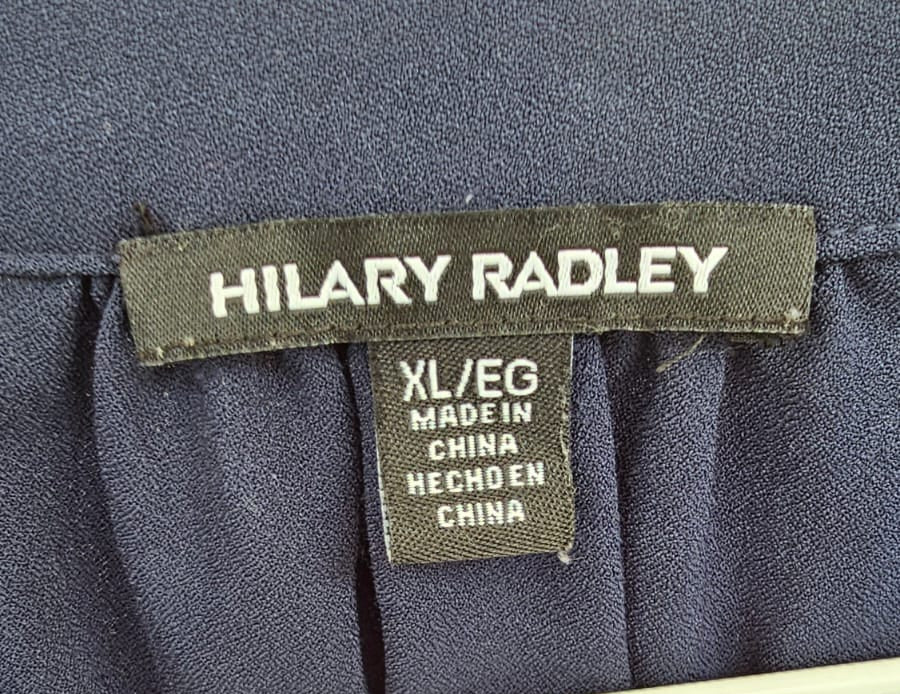 HILARY RADLEY
XL/EG
MADE IN
CHINA
HECHO EN
CHINA